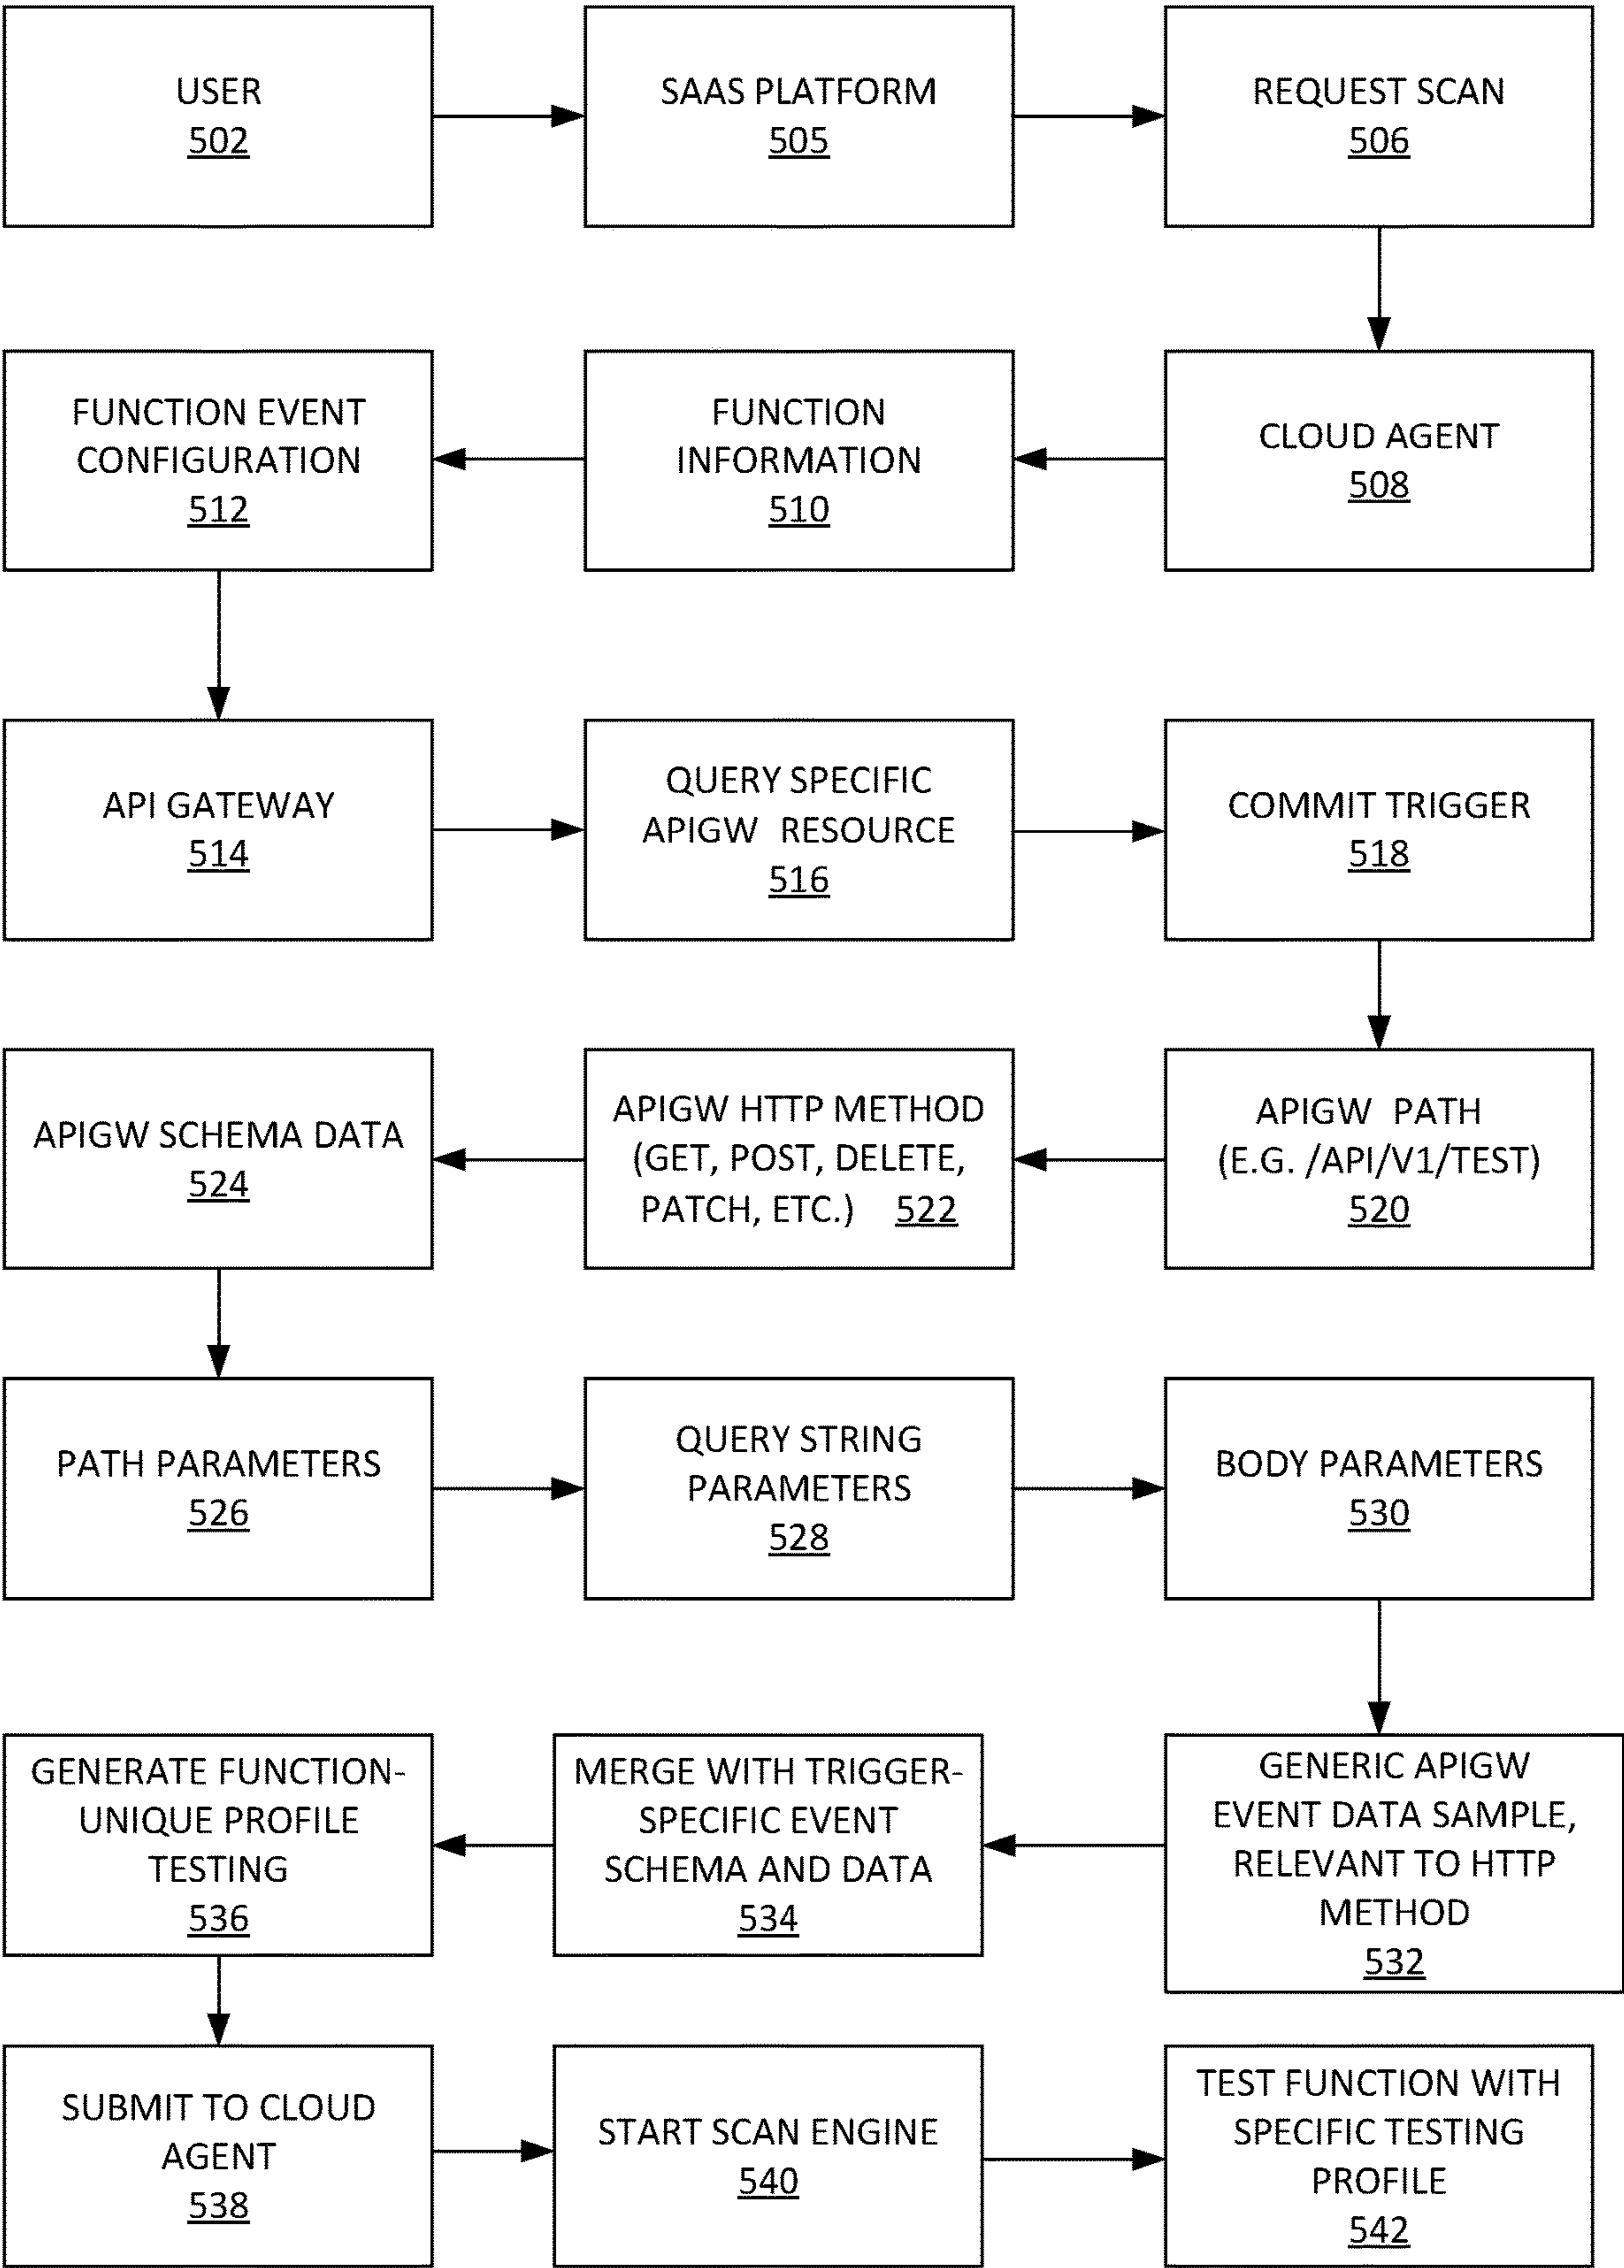 USER
502
SAAS PLATFORM
505
REQUEST SCAN
506
FUNCTION EVENT
CONFIGURATION
512
FUNCTION
INFORMATION
510
CLOUD AGENT
508
API GATEWAY
514
QUERY SPECIFIC
APIGW RESOURCE
516
COMMIT TRIGGER
518
APIGW SCHEMA DATA
524
APIGW HTTP METHOD
(GET, POST, DELETE,
PATCH, ETC.) 522
APIGW PATH
(E.G. /API/V1/TEST)
520
PATH PARAMETERS
526
QUERY STRING
PARAMETERS
528
BODY PARAMETERS
530
GENERATE FUNCTION-
UNIQUE PROFILE
TESTING
536
MERGE WITH TRIGGER-
SPECIFIC EVENT
SCHEMA AND DATA
534
GENERIC APIGW
EVENT DATA SAMPLE,
RELEVANT TO HTTP
METHOD
532
SUBMIT TO CLOUD
AGENT
538
START SCAN ENGINE
540
TEST FUNCTION WITH
SPECIFIC TESTING
PROFILE
542